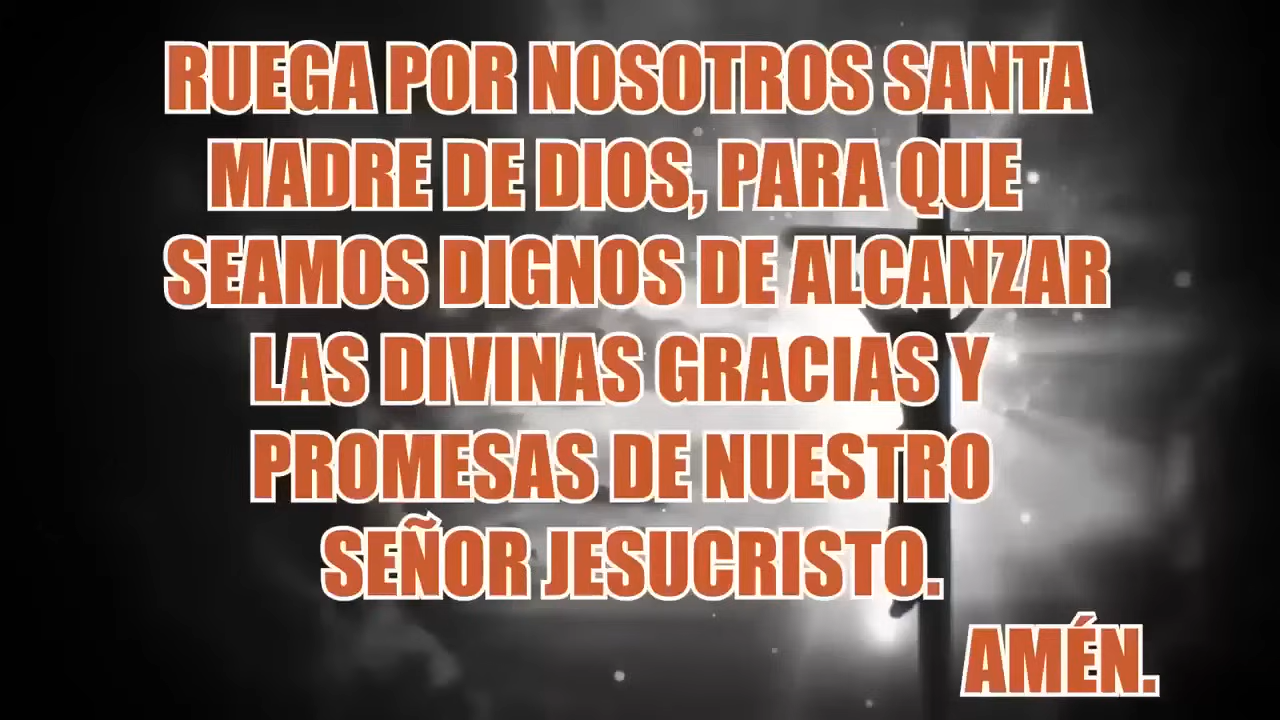 RUEGA POR NOSOTROS SANTA
MADRE DE DIOS, PARA QUE
SEAMOS DIGNOS DE ALCANZAR
LAS DIVINAS GRACIAS Y
PROMESAS DE NUESTRO
SEÑOR JESUCRISTO.
AMÉN.